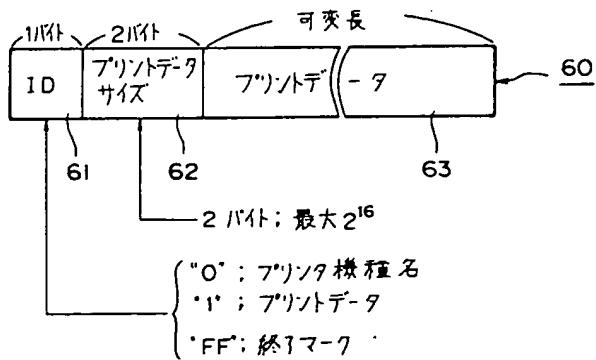 1バイト 2バイト 可変長
ID プリントデータサイズ プリントデータ 60
61 62 63
2バイト; 最大2¹⁶
"0"; プリンタ機種名
"1"; プリントデータ
"FF"; 終了マーク